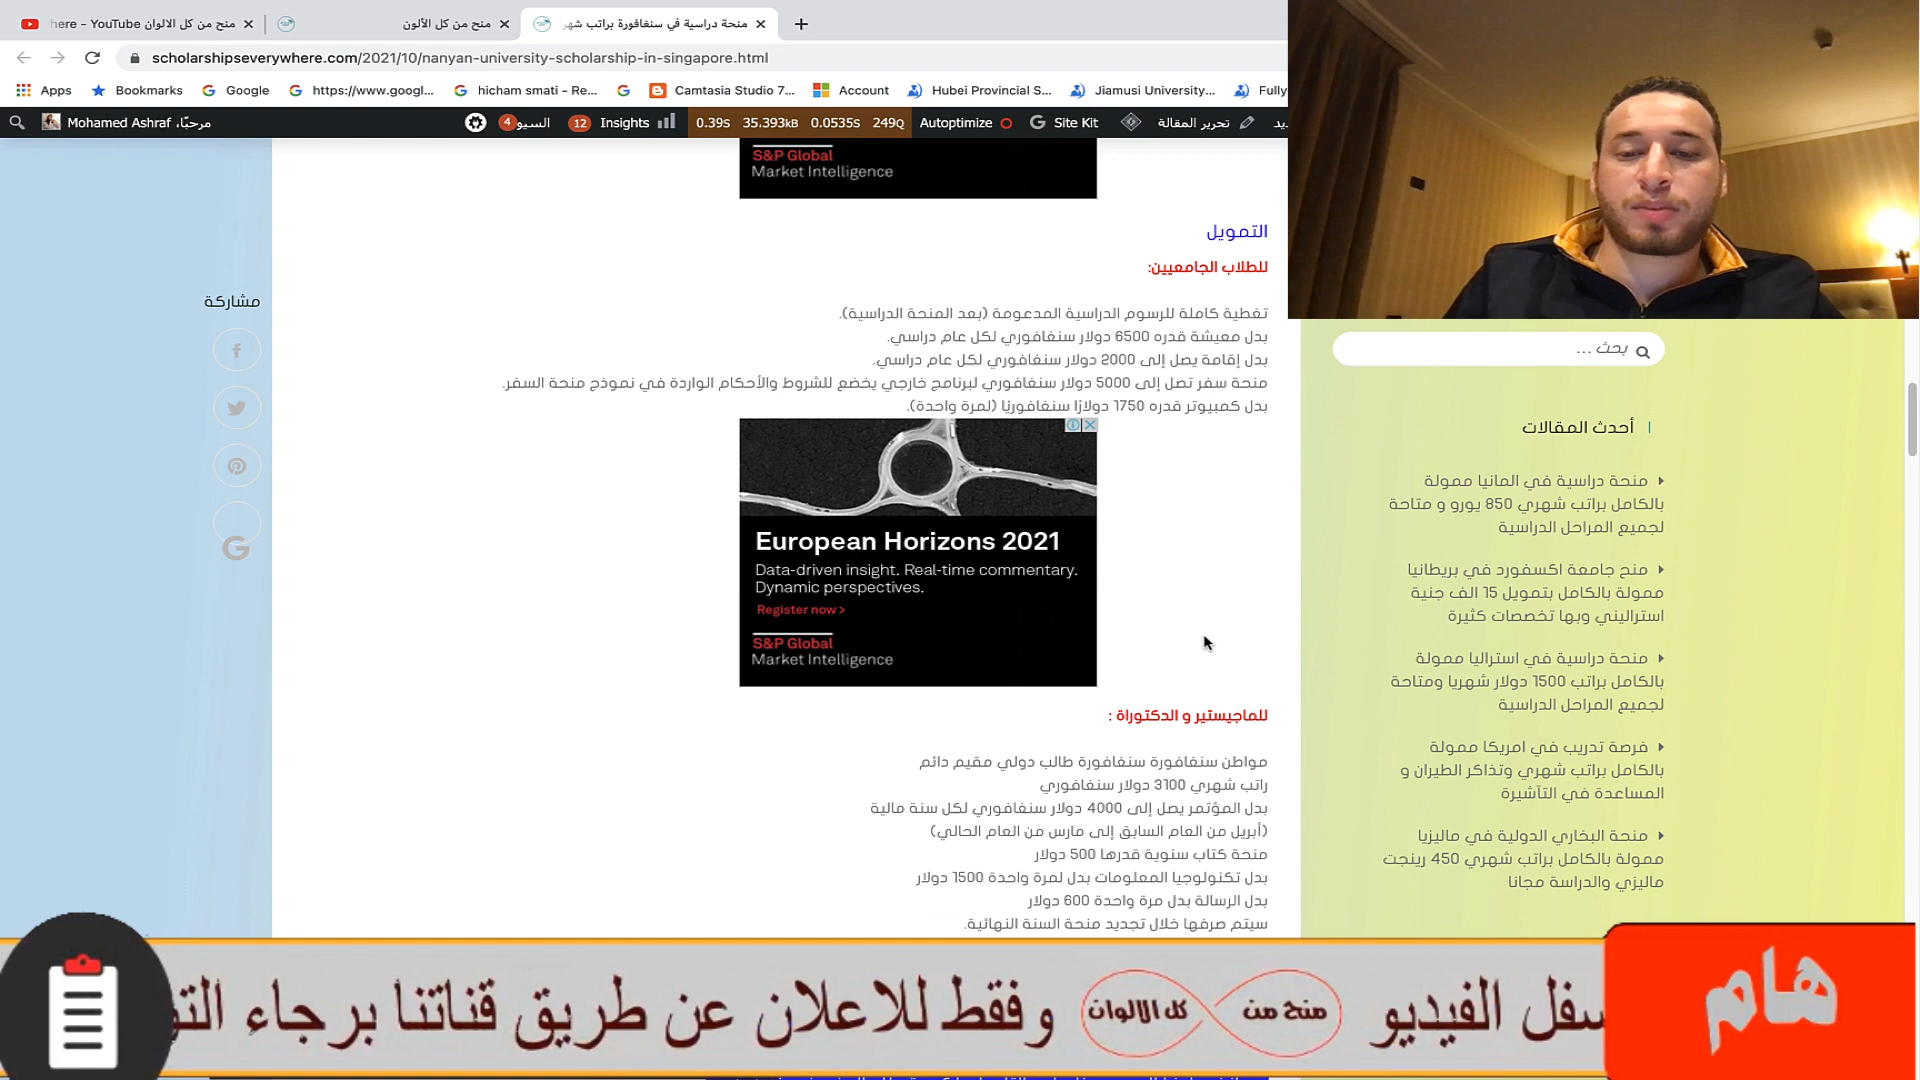 منح من كل الالوان here – YouTube
منح من كل الألون
منحة دراسية في سنغافورة براتب شهر
scholarshipseverywhere.com/2021/10/nanyan-university-scholarship-in-singapore.html
Apps
Bookmarks
Google
https://www.googl...
hicham smati - Re...
Camtasia Studio 7...
Account
Hubei Provincial S...
Jiamusi University...
Fully
مرحبًا، Mohamed Ashraf
4 السيو
12 Insights
0.39S 35.393KB 0.0535S 249Q
Autoptimize
Site Kit
تحرير المقالة
S&P Global
Market Intelligence
التمويل
للطلاب الجامعيين:
تغطية كاملة للرسوم الدراسية المدعومة (بعد المنحة الدراسية).
بدل معيشة قدره 6500 دولار سنغافوري لكل عام دراسي.
بدل إقامة يصل إلى 2000 دولار سنغافوري لكل عام دراسي.
منحة سفر تصل إلى 5000 دولار سنغافوري لبرنامج خارجي يخضع للشروط والأحكام الواردة في نموذج منحة السفر.
بدل كمبيوتر قدره 1750 دولارًا سنغافوريًا (لمرة واحدة).
European Horizons 2021
Data-driven insight. Real-time commentary.
Dynamic perspectives.
Register now >
S&P Global
Market Intelligence
للماجيستير و الدكتوراة :
مواطن سنغافورة سنغافورة طالب دولي مقيم دائم
راتب شهري 3100 دولار سنغافوري
بدل المؤتمر يصل إلى 4000 دولار سنغافوري لكل سنة مالية
(أبريل من العام السابق إلى مارس من العام الحالي)
منحة كتاب سنوية قدرها 500 دولار
بدل تكنولوجيا المعلومات بدل لمرة واحدة 1500 دولار
بدل الرسالة بدل مرة واحدة 600 دولار
سيتم صرفها خلال تجديد منحة السنة النهائية.
مشاركة
بحث ...
أحدث المقالات
منحة دراسية في المانيا ممولة
بالكامل براتب شهري 850 يورو و متاحة
لجميع المراحل الدراسية
منح جامعة اكسفورد في بريطانيا
ممولة بالكامل بتمويل 15 الف جنية
استراليني وبها تخصصات كثيرة
منحة دراسية في استراليا ممولة
بالكامل براتب 1500 دولار شهريا ومتاحة
لجميع المراحل الدراسية
فرصة تدريب في امريكا ممولة
بالكامل براتب شهري وتذاكر الطيران و
المساعدة في التآشيرة
منحة البخاري الدولية في ماليزيا
ممولة بالكامل براتب شهري 450 رينجت
ماليزي والدراسة مجانا
هام
سفل الفيديو منح من كل الالوان وفقط للاعلان عن طريق قناتنا برجاء التو